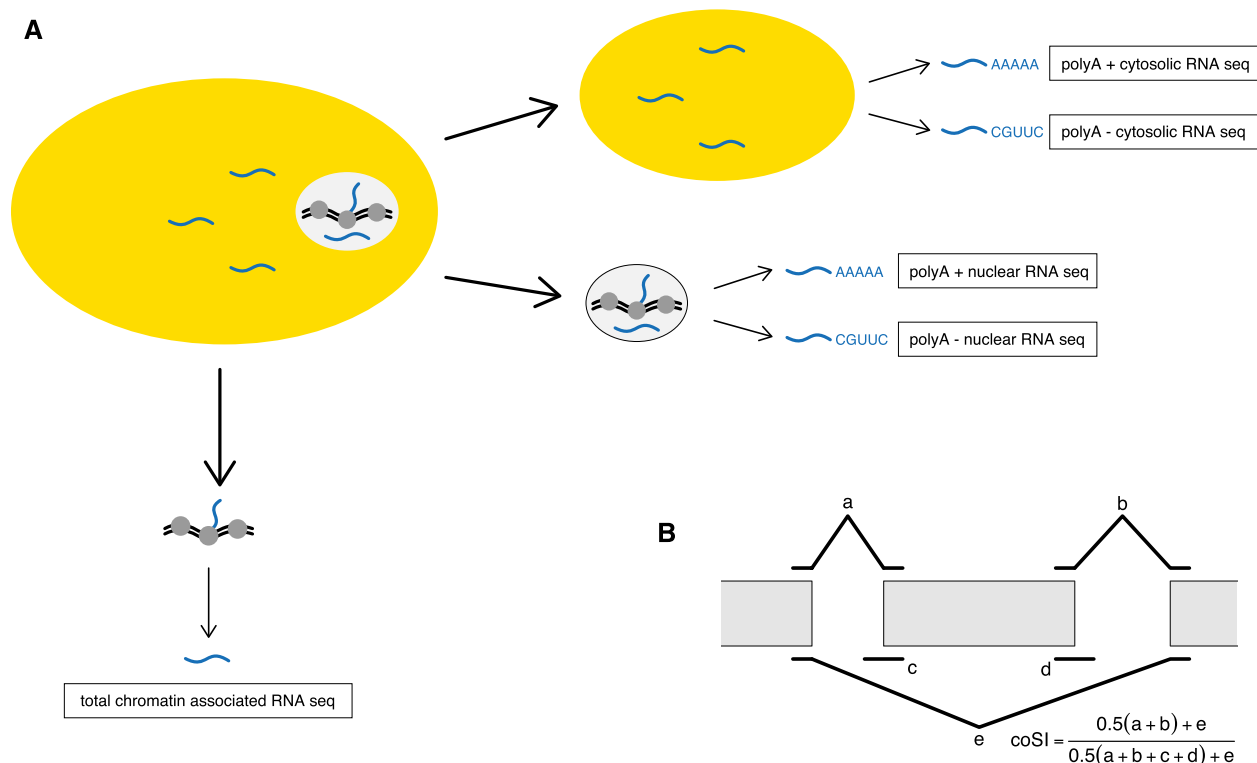 A
AAAAA
polyA + cytosolic RNA seq
CGUUC
polyA - cytosolic RNA seq
AAAAA
polyA + nuclear RNA seq
CGUUC
polyA - nuclear RNA seq
total chromatin associated RNA seq
B
a
b
c
d
e
coSI = 0.5(a + b) + e
0.5(a + b + c + d) + e